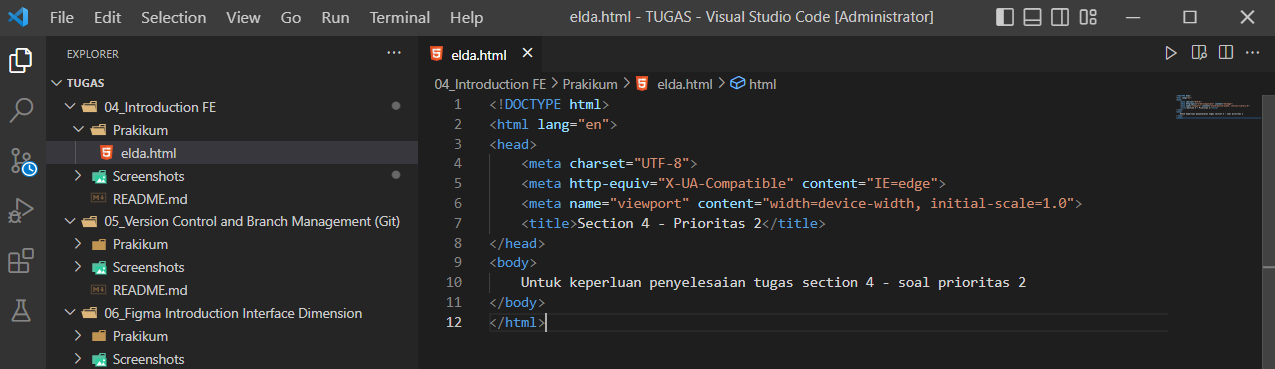 File Edit Selection View Go Run Terminal Help elda.html - TUGAS - Visual Studio Code [Administrator]
EXPLORER
TUGAS
04_Introduction FE
Prakikum
elda.html
Screenshots
README.md
05_Version Control and Branch Management (Git)
Prakikum
Screenshots
README.md
06_Figma Introduction Interface Dimension
Prakikum
Screenshots
elda.html
04_Introduction FE > Prakikum > elda.html > html
1 <!DOCTYPE html>
2 <html lang="en">
3 <head>
4 <meta charset="UTF-8">
5 <meta http-equiv="X-UA-Compatible" content="IE=edge">
6 <meta name="viewport" content="width=device-width, initial-scale=1.0">
7 <title>Section 4 - Prioritas 2</title>
8 </head>
9 <body>
10 Untuk keperluan penyelesaian tugas section 4 - soal prioritas 2
11 </body>
12 </html>